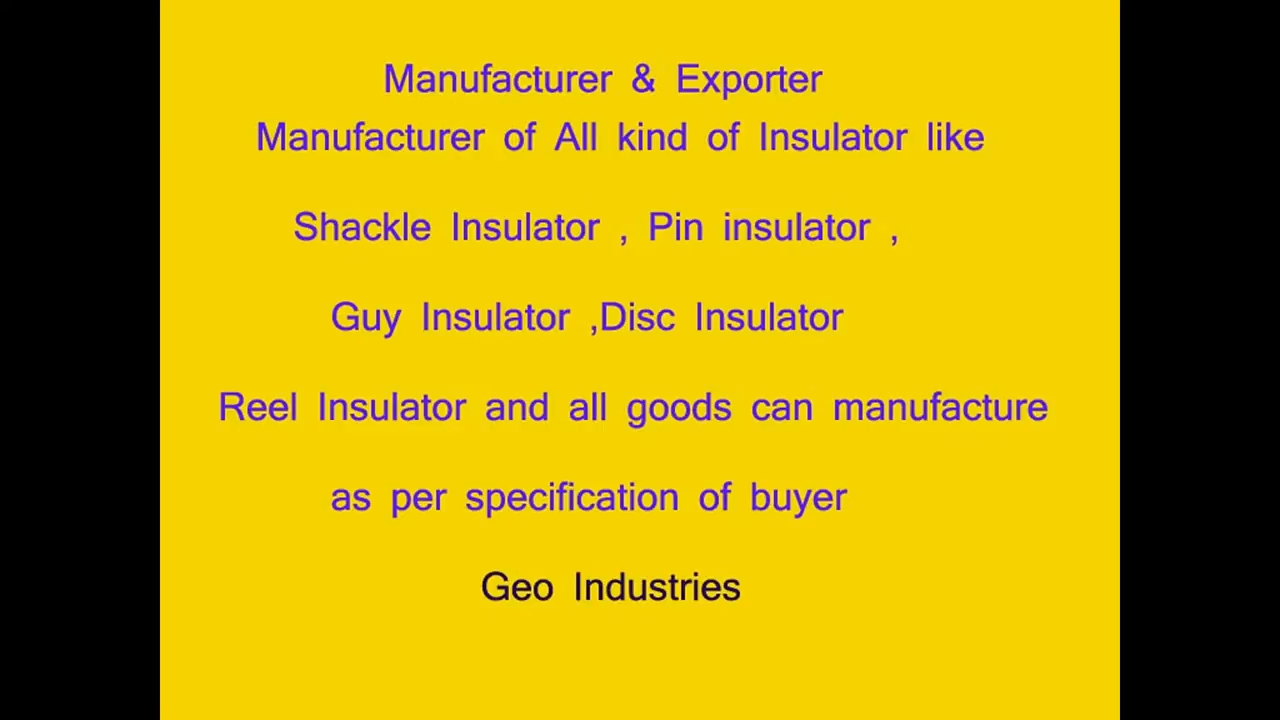 Manufacturer & Exporter
Manufacturer of All kind of Insulator like
Shackle Insulator , Pin insulator ,
Guy Insulator ,Disc Insulator
Reel Insulator and all goods can manufacture
as per specification of buyer
Geo Industries